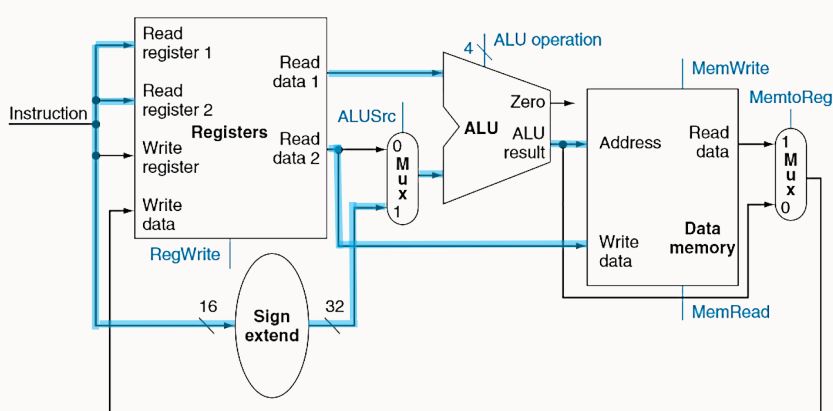 Instruction
Read
register 1
Read
register 2
Write
register
Write
data
Registers
Read
data 1
Read
data 2
RegWrite
16
Sign
extend
32
ALUSrc
0
M
u
x
1
4
ALU operation
ALU
Zero
ALU
result
MemWrite
Address
Read
data
Write
data
Data
memory
MemRead
MemtoReg
1
M
u
x
0